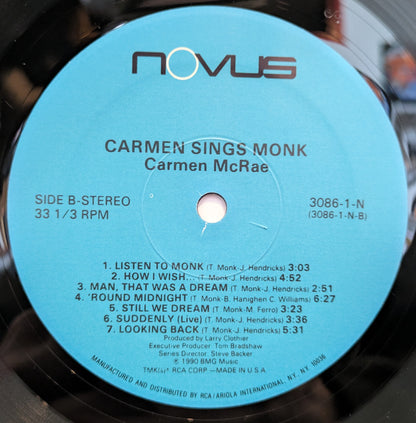 NOVUS
CARMEN SINGS MONK
Carmen McRae
SIDE B-STEREO
33 1/3 RPM
3086-1-N
(3086-1-N-B)
1. LISTEN TO MONK (T. Monk-J. Hendricks) 3:03
2. HOW I WISH... (T. Monk-J. Hendricks) 4:52
3. MAN, THAT WAS A DREAM (T. Monk-J. Hendricks) 2:51
4. 'ROUND MIDNIGHT (T. Monk-B. Hanighen C. Williams) 6:27
5. STILL WE DREAM (T. Monk-M. Ferro) 3:23
6. SUDDENLY (Live) (T. Monk-J. Hendricks) 3:36
7. LOOKING BACK (T. Monk-J. Hendricks) 5:31
Produced by Larry Clothier
Executive Producer: Tom Bradshaw
Series Director: Steve Backer
℗ 1990 BMG Music
TMK(s)® RCA CORP. —MADE IN U.S.A.
MANUFACTURED AND DISTRIBUTED BY RCA/ARIOLA INTERNATIONAL, N.Y. N.Y. 10036